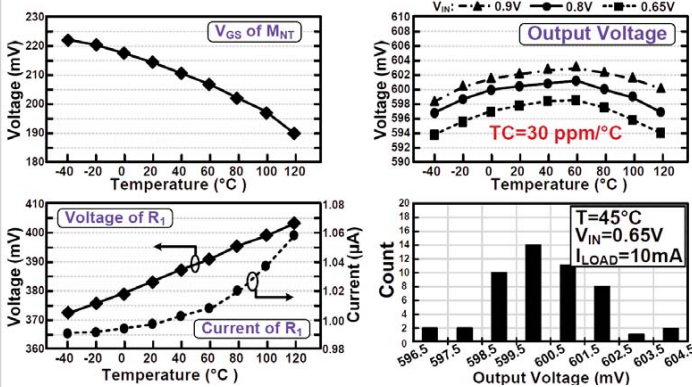 V_IN: 0.9V 0.8V 0.65V
230
220
210
200
190
180
Voltage (mV)
V_GS of M_NT
-40 -20 0 20 40 60 80 100 120
Temperature (°C )
610
608
606
604
602
600
598
596
594
592
590
Voltage (mV)
Output Voltage
TC=30 ppm/°C
-40 -20 0 20 40 60 80 100 120
Temperature (°C )
410
400
390
380
370
360
Voltage (mV)
Voltage of R₁
Current of R₁
1.08
1.06
1.04
1.02
1.00
0.98
Current (µA)
-40 -20 0 20 40 60 80 100 120
Temperature (°C )
20
18
16
14
12
10
8
6
4
2
0
Count
T=45°C
V_IN=0.65V
I_LOAD=10mA
596.5 597.5 598.5 599.5 600.5 601.5 602.5 603.5 604.5
Output Voltage (mV)